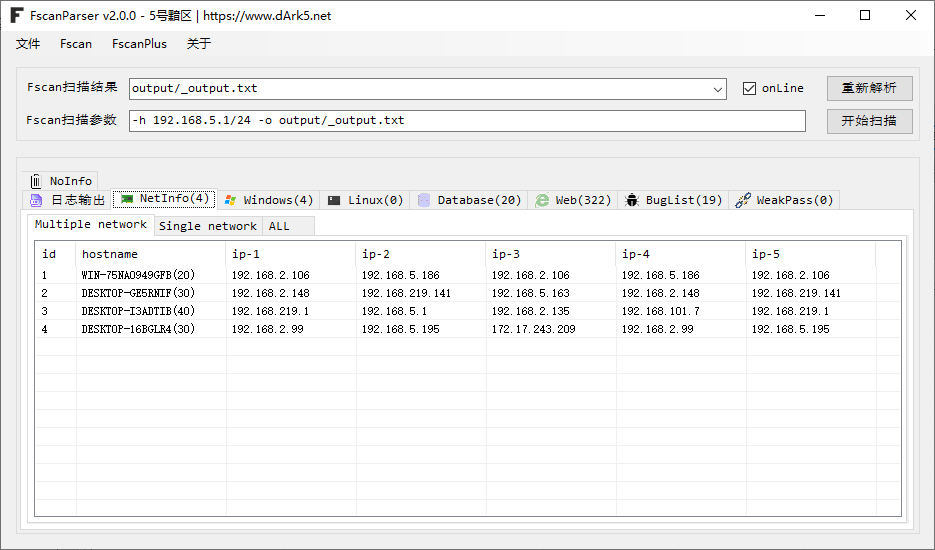 F FscanParser v2.0.0 - 5号黯区 | https://www.dArk5.net
文件 Fscan FscanPlus 关于
Fscan扫描结果 output/_output.txt onLine 重新解析
Fscan扫描参数 -h 192.168.5.1/24 -o output/_output.txt 开始扫描
NoInfo
日志输出 NetInfo(4) Windows(4) Linux(0) Database(20) Web(322) BugList(19) WeakPass(0)
Multiple network Single network ALL
id hostname ip-1 ip-2 ip-3 ip-4 ip-5
1 WIN-75NAO949GFB(20) 192.168.2.106 192.168.5.186 192.168.2.106 192.168.5.186 192.168.2.106
2 DESKTOP-GE5RNIF(30) 192.168.2.148 192.168.219.141 192.168.5.163 192.168.2.148 192.168.219.141
3 DESKTOP-I3ADTIB(40) 192.168.219.1 192.168.5.1 192.168.2.135 192.168.101.7 192.168.219.1
4 DESKTOP-16BGLR4(30) 192.168.2.99 192.168.5.195 172.17.243.209 192.168.2.99 192.168.5.195